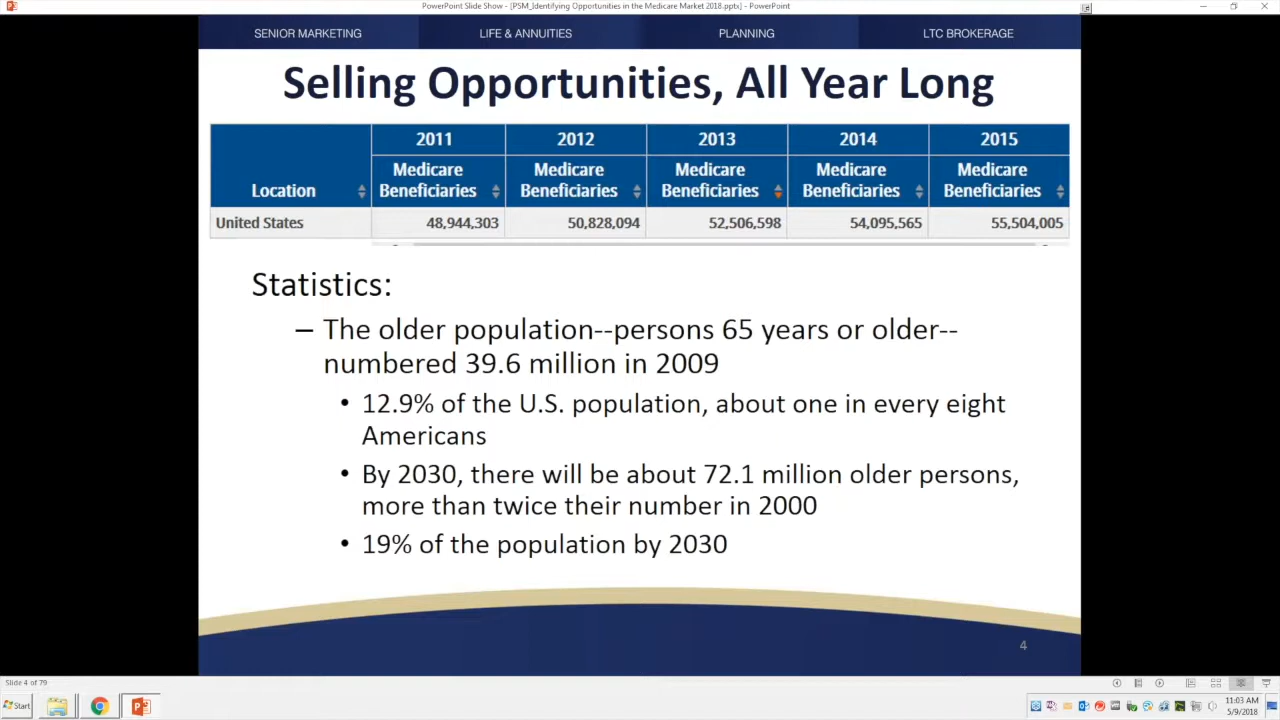 PowerPoint Slide Show - [PSM_Identifying Opportunities in the Medicare Market 2018.pptx] - PowerPoint
SENIOR MARKETING LIFE & ANNUITIES PLANNING LTC BROKERAGE
Selling Opportunities, All Year Long
2011 2012 2013 2014 2015
Location Medicare Beneficiaries Medicare Beneficiaries Medicare Beneficiaries Medicare Beneficiaries Medicare Beneficiaries
United States 48,944,303 50,828,094 52,506,598 54,095,565 55,504,005
Statistics:
– The older population--persons 65 years or older--
numbered 39.6 million in 2009
• 12.9% of the U.S. population, about one in every eight
Americans
• By 2030, there will be about 72.1 million older persons,
more than twice their number in 2000
• 19% of the population by 2030
4
Slide 4 of 79
Start
11:03 AM
5/9/2018